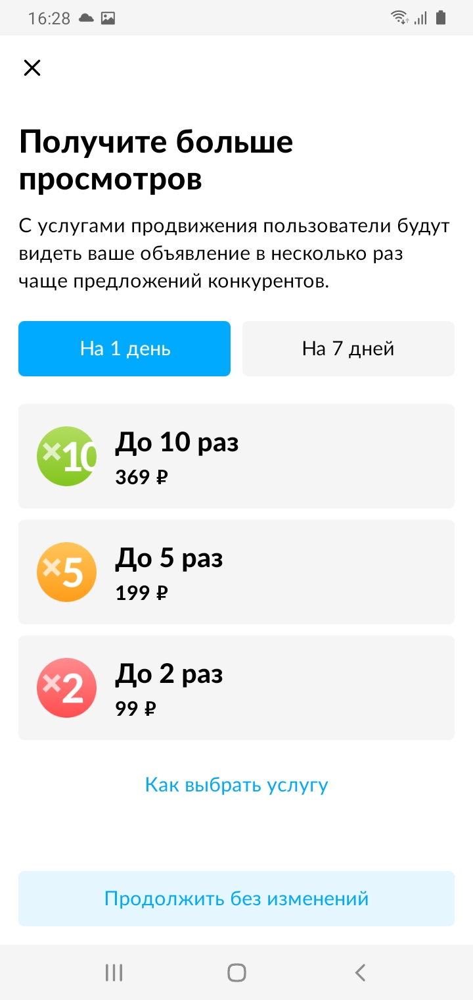 16:28
Получите больше
просмотров
С услугами продвижения пользователи будут
видеть ваше объявление в несколько раз
чаще предложений конкурентов.
На 1 день
На 7 дней
×10
До 10 раз
369 ₽
×5
До 5 раз
199 ₽
×2
До 2 раз
99 ₽
Как выбрать услугу
Продолжить без изменений